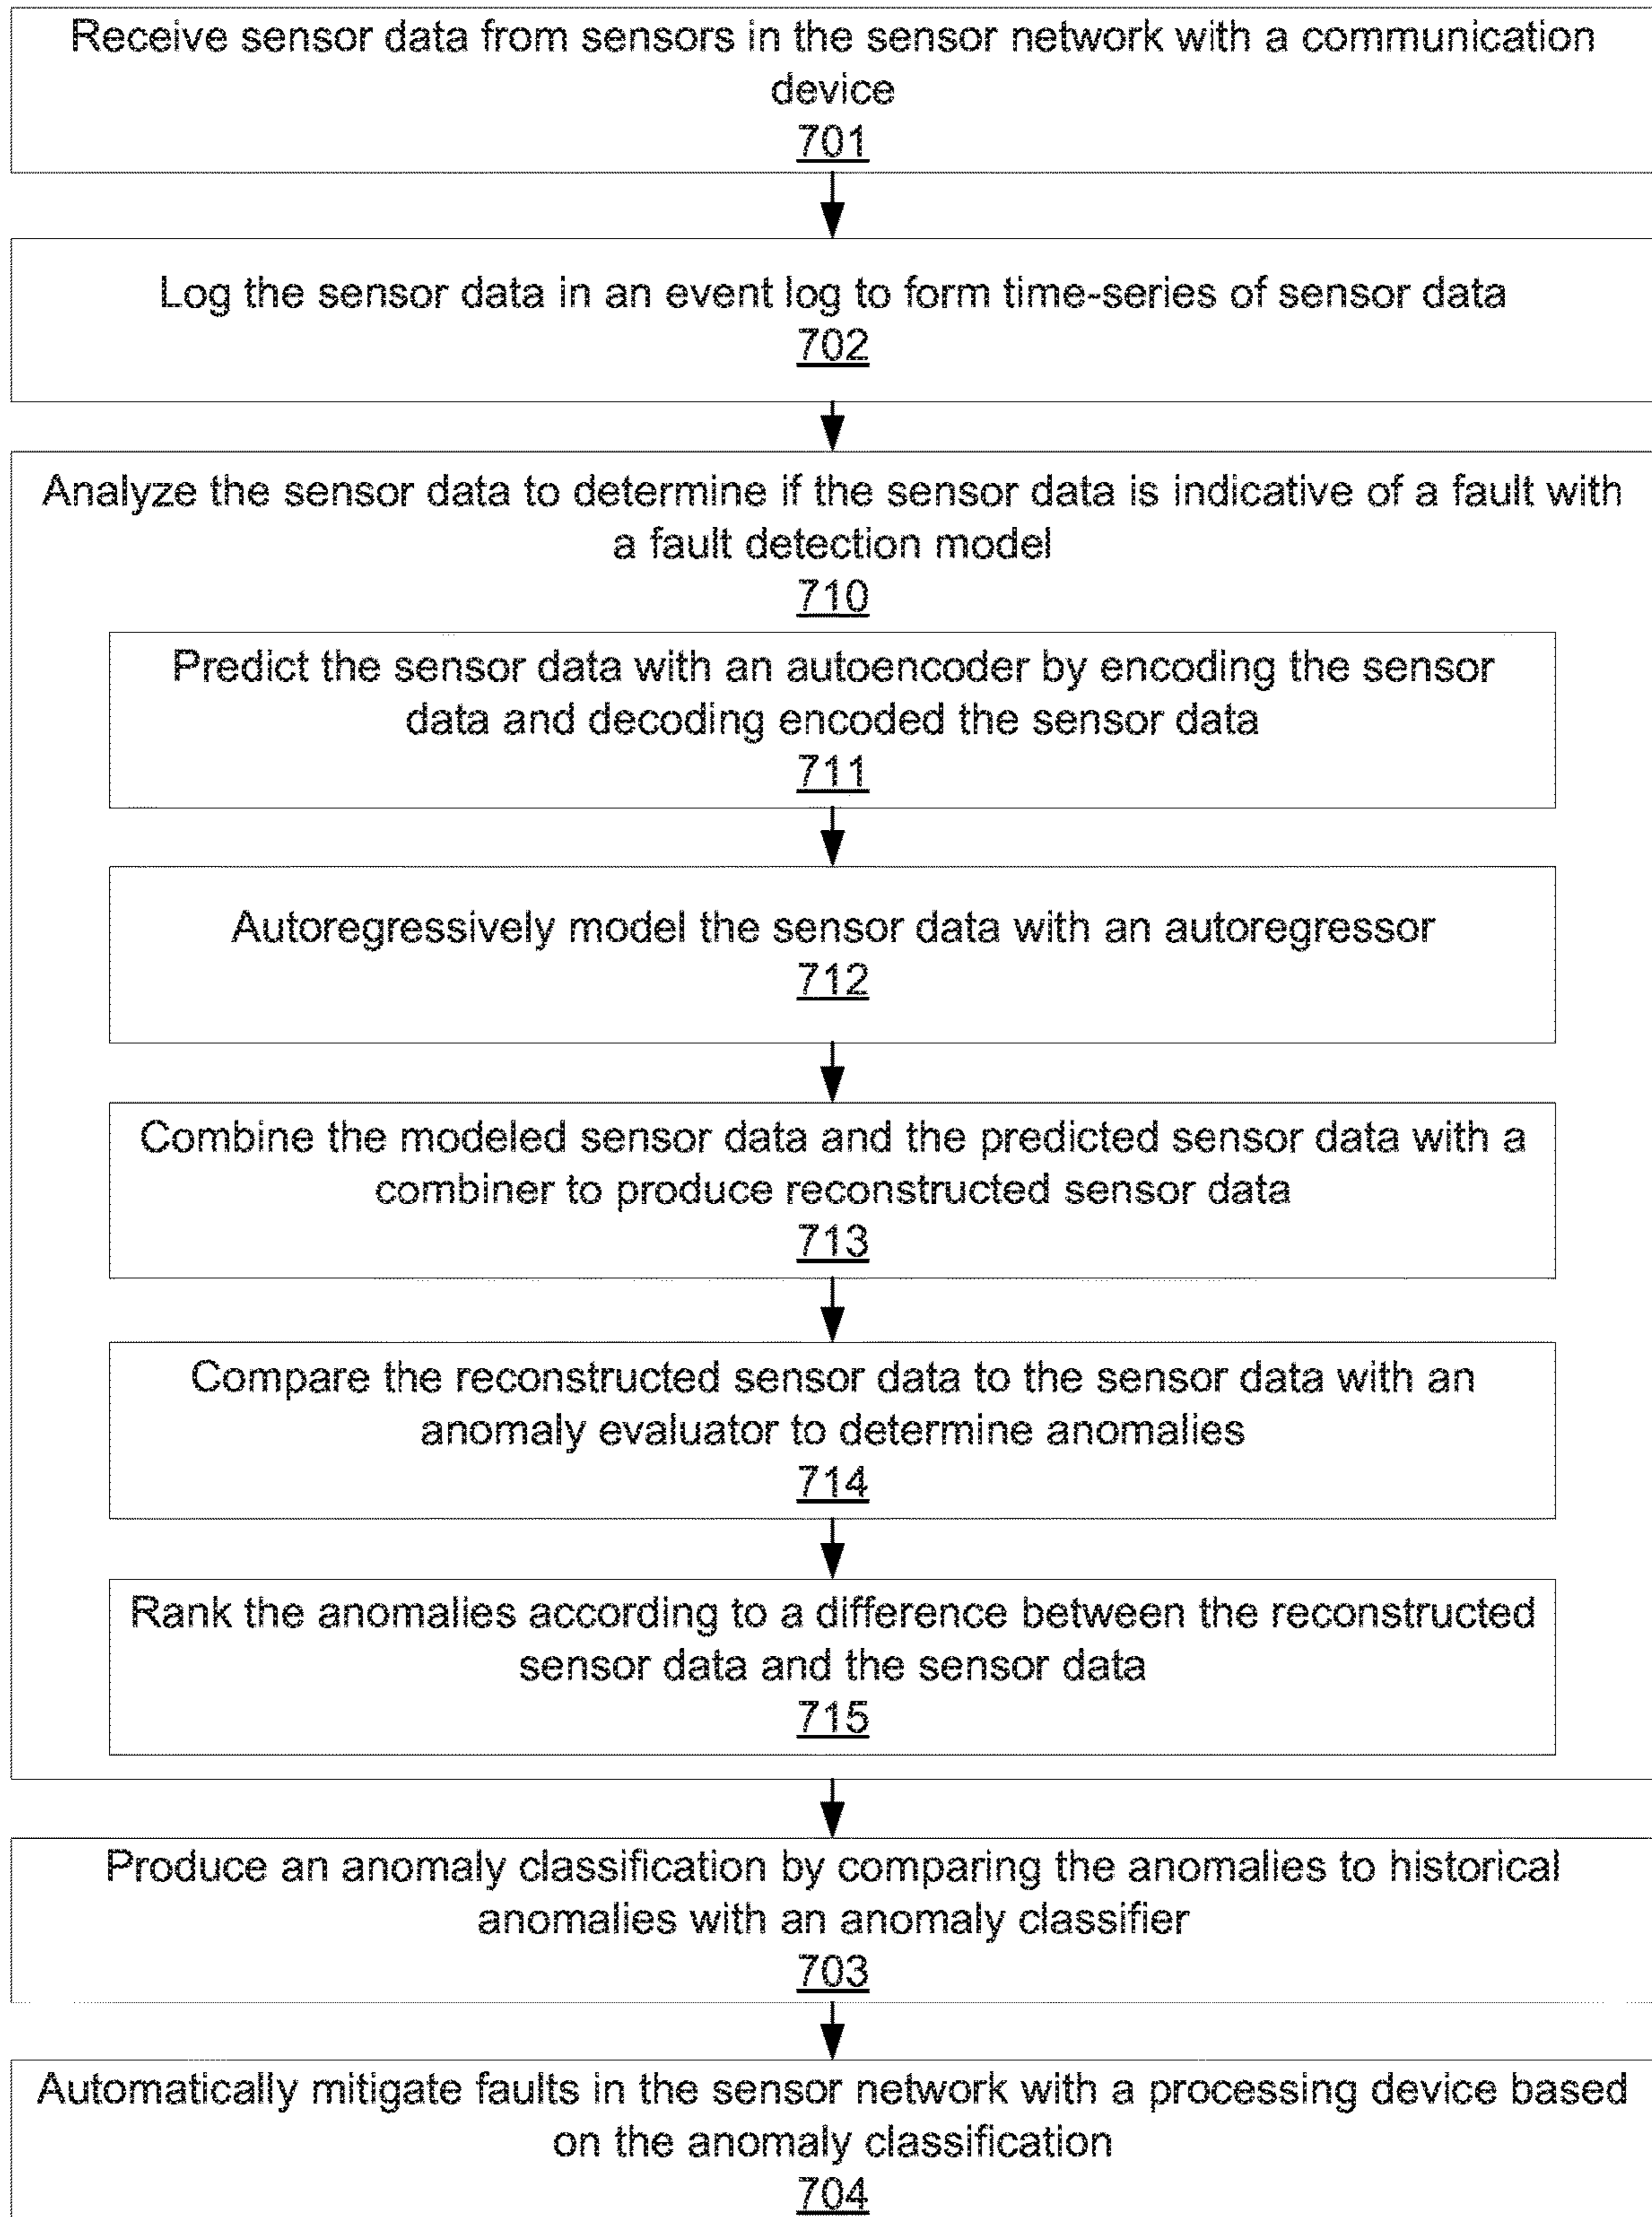 Receive sensor data from sensors in the sensor network with a communication
device
701
Log the sensor data in an event log to form time-series of sensor data
702
Analyze the sensor data to determine if the sensor data is indicative of a fault with
a fault detection model
710
Predict the sensor data with an autoencoder by encoding the sensor
data and decoding encoded the sensor data
711
Autoregressively model the sensor data with an autoregressor
712
Combine the modeled sensor data and the predicted sensor data with a
combiner to produce reconstructed sensor data
713
Compare the reconstructed sensor data to the sensor data with an
anomaly evaluator to determine anomalies
714
Rank the anomalies according to a difference between the reconstructed
sensor data and the sensor data
715
Produce an anomaly classification by comparing the anomalies to historical
anomalies with an anomaly classifier
703
Automatically mitigate faults in the sensor network with a processing device based
on the anomaly classification
704